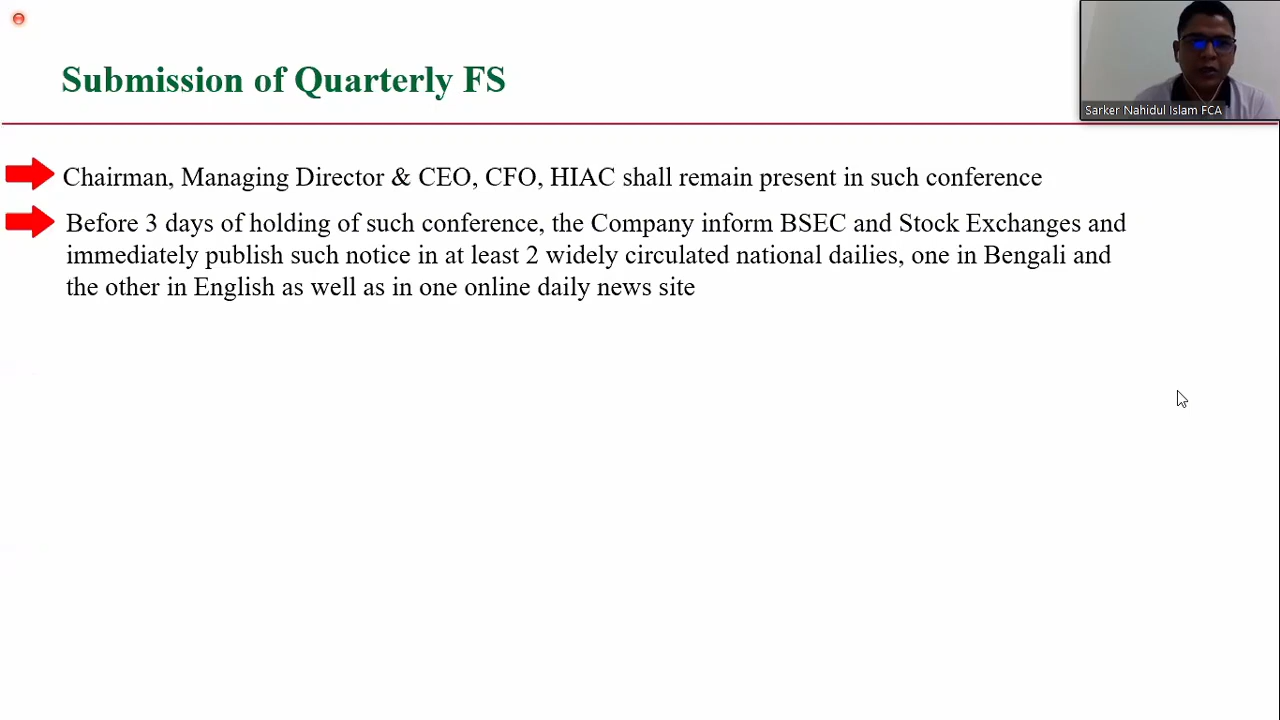 Submission of Quarterly FS
Sarker Nahidul Islam FCA
Chairman, Managing Director & CEO, CFO, HIAC shall remain present in such conference
Before 3 days of holding of such conference, the Company inform BSEC and Stock Exchanges and
immediately publish such notice in at least 2 widely circulated national dailies, one in Bengali and
the other in English as well as in one online daily news site